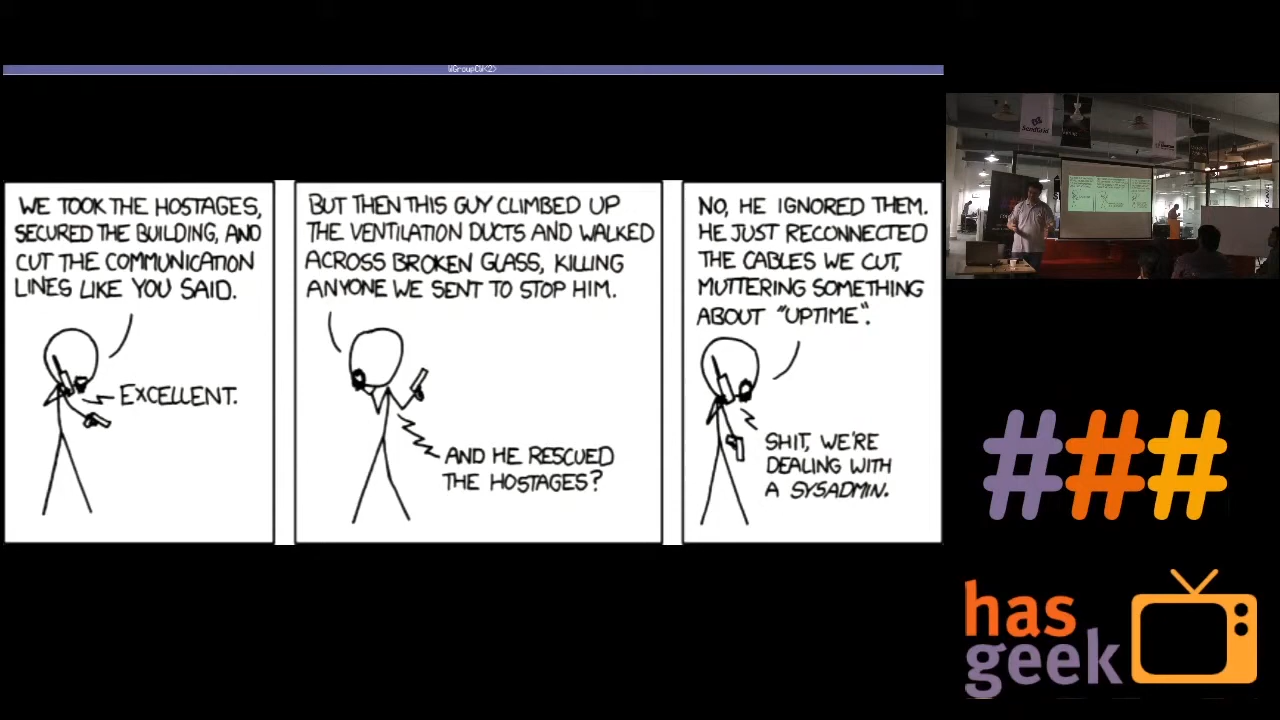 WE TOOK THE HOSTAGES,
SECURED THE BUILDING, AND
CUT THE COMMUNICATION
LINES LIKE YOU SAID.
EXCELLENT.
BUT THEN THIS GUY CLIMBED UP
THE VENTILATION DUCTS AND WALKED
ACROSS BROKEN GLASS, KILLING
ANYONE WE SENT TO STOP HIM.
AND HE RESCUED
THE HOSTAGES?
NO, HE IGNORED THEM.
HE JUST RECONNECTED
THE CABLES WE CUT,
MUTTERING SOMETHING
ABOUT "UPTIME".
SHIT, WE'RE
DEALING WITH
A SYSADMIN.
SendGrid
###
has
geek